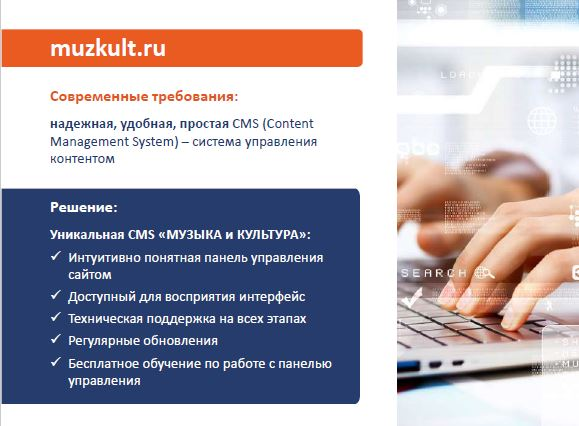 muzkult.ru
Современные требования:
надежная, удобная, простая CMS (Content
Management System) – система управления
контентом
Решение:
Уникальная CMS «МУЗЫКА и КУЛЬТУРА»:
✓ Интуитивно понятная панель управления
сайтом
✓ Доступный для восприятия интерфейс
✓ Техническая поддержка на всех этапах
✓ Регулярные обновления
✓ Бесплатное обучение по работе с панелью
управления
SEARCH